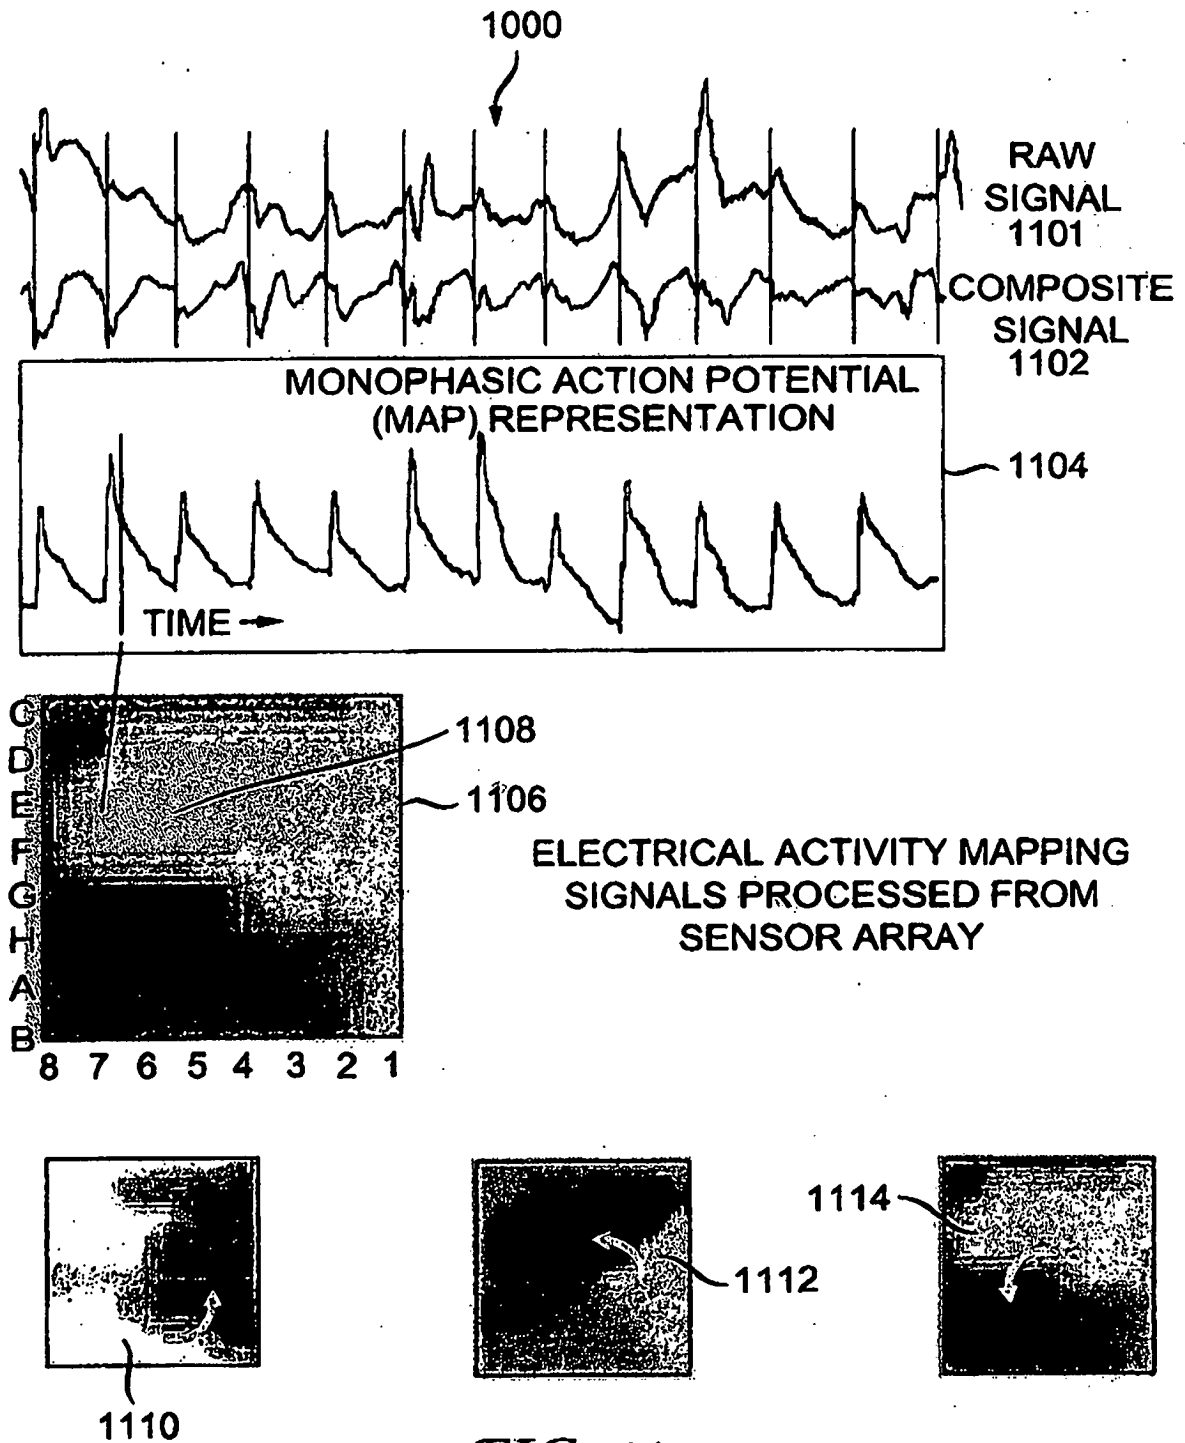 1000
RAW
SIGNAL
1101
COMPOSITE
SIGNAL
1102
MONOPHASIC ACTION POTENTIAL
(MAP) REPRESENTATION
1104
TIME
C
D
E
F
G
H
A
B
8 7 6 5 4 3 2 1
1108
1106
ELECTRICAL ACTIVITY MAPPING
SIGNALS PROCESSED FROM
SENSOR ARRAY
1110
1112
1114